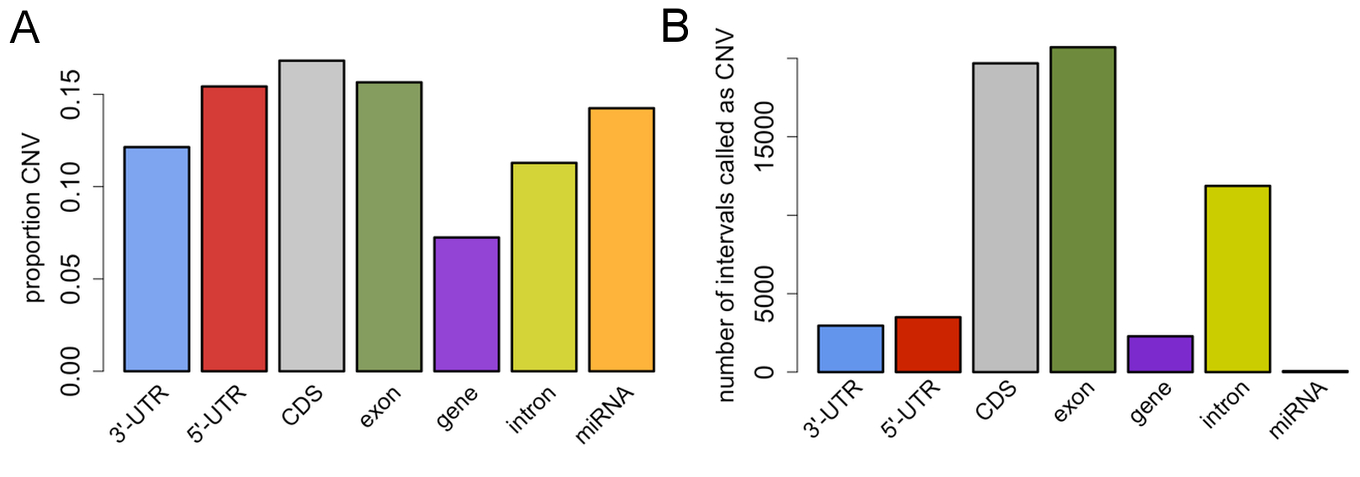 A
proportion CNV
0.15
0.10
0.05
0.00
3'-UTR
5'-UTR
CDS
exon
gene
intron
miRNA
B
number of intervals called as CNV
15000
5000
0
3'-UTR
5'-UTR
CDS
exon
gene
intron
miRNA